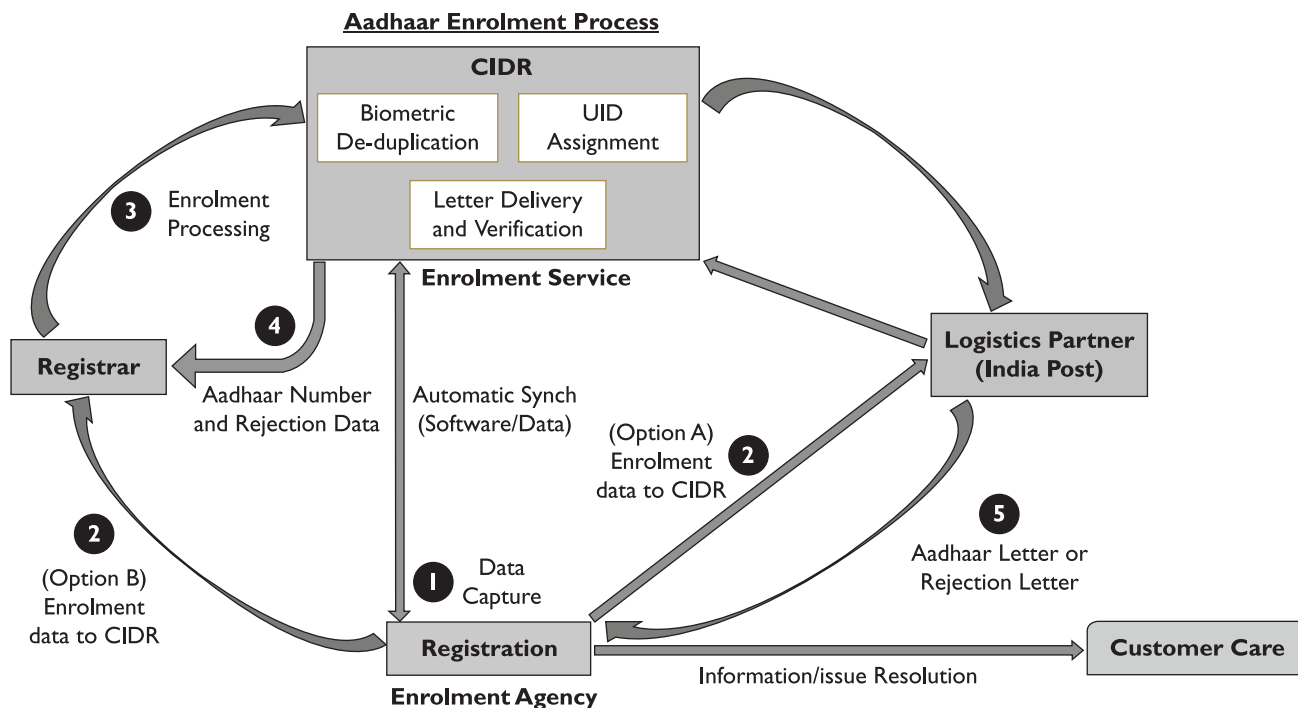 Aadhaar Enrolment Process
CIDR
Biometric
De-duplication
UID
Assignment
Letter Delivery
and Verification
Enrolment Service
3
Enrolment
Processing
4
Registrar
Aadhaar Number
and Rejection Data
Automatic Synch
(Software/Data)
Logistics Partner
(India Post)
(Option A)
Enrolment
data to CIDR
2
2
(Option B)
Enrolment
data to CIDR
1
Data
Capture
5
Aadhaar Letter or
Rejection Letter
Registration
Enrolment Agency
Information/issue Resolution
Customer Care